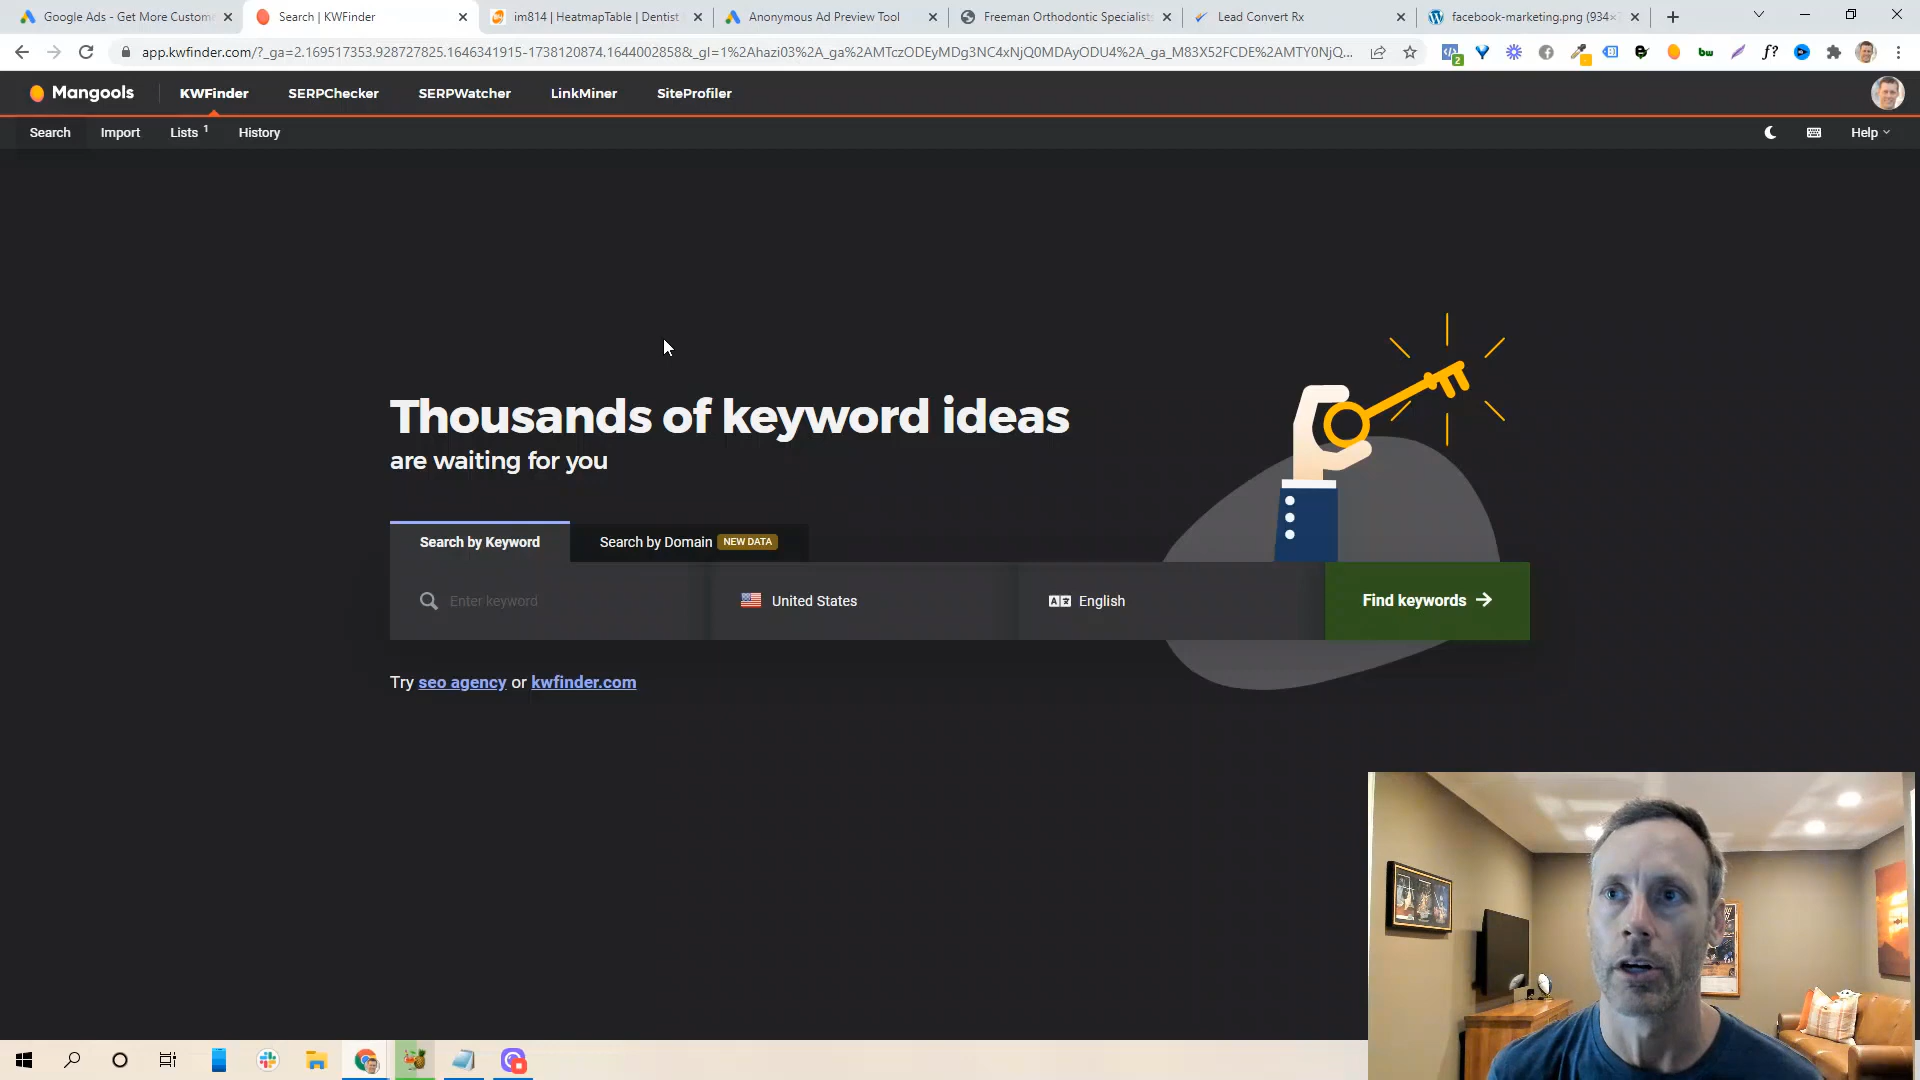 Google Ads - Get More Custom
Search | KWFinder
im814 | HeatmapTable | Dentist
Anonymous Ad Preview Tool
Freeman Orthodontic Specialist
Lead Convert Rx
facebook-marketing.png (934×
app.kwfinder.com/?_ga=2.169517353.928727825.1646341915-1738120874.1644002858&_gl=1%2Ahazi03%2A_ga%2AMTczODEyMDg3NC4xNjQ0MDAyODU4%2A_ga_M83X52FCDE%2AMTY0NjQ...
Mangools
KWFinder
SERPChecker
SERPWatcher
LinkMiner
SiteProfiler
Search
Import
Lists 1
History
Help
Thousands of keyword ideas
are waiting for you
Search by Keyword
Search by Domain NEW DATA
Enter keyword
United States
English
Find keywords
Try seo agency or kwfinder.com